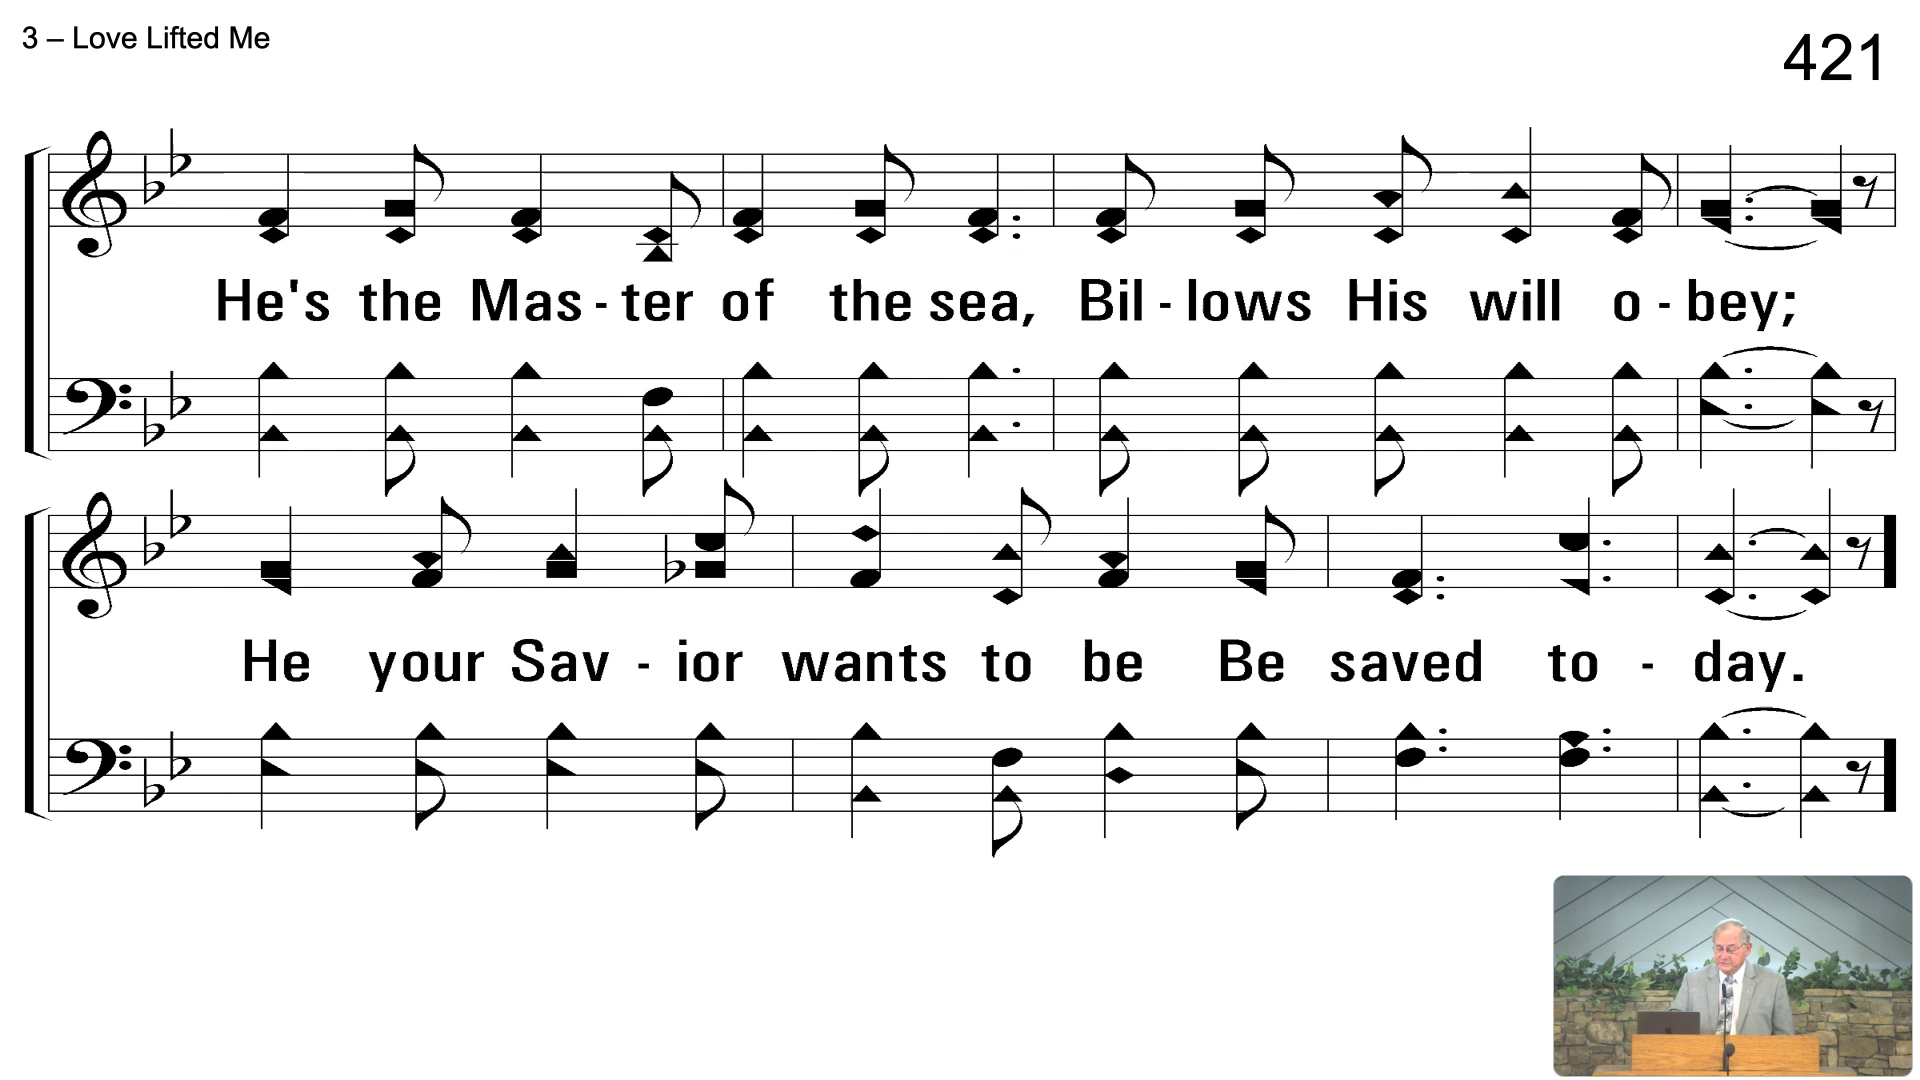 3 – Love Lifted Me
421
He's the Mas - ter of the sea, Bil - lows His will o - bey;
He your Sav - ior wants to be Be saved to - day.